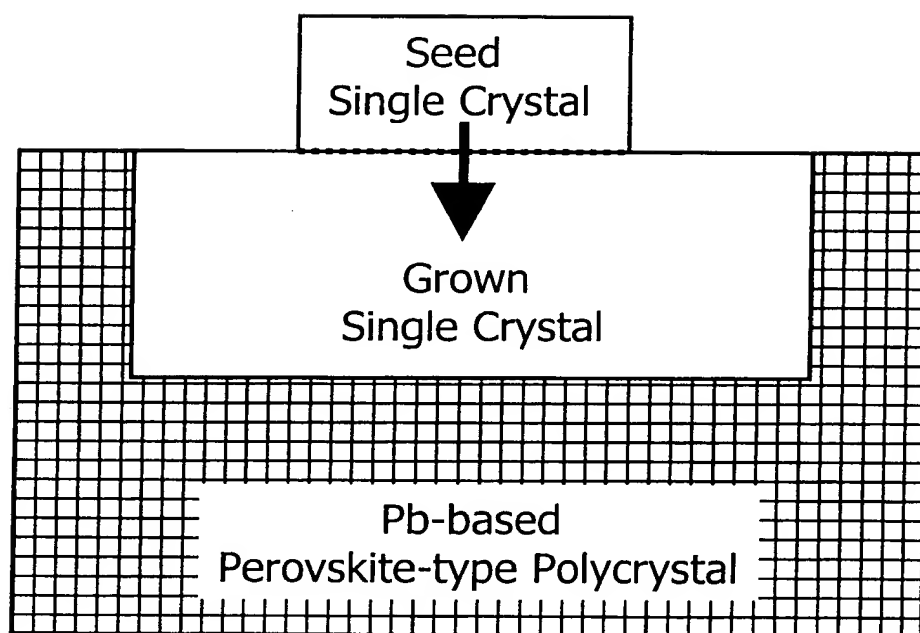 Seed
Single Crystal
Grown
Single Crystal
Pb-based
Perovskite-type Polycrystal